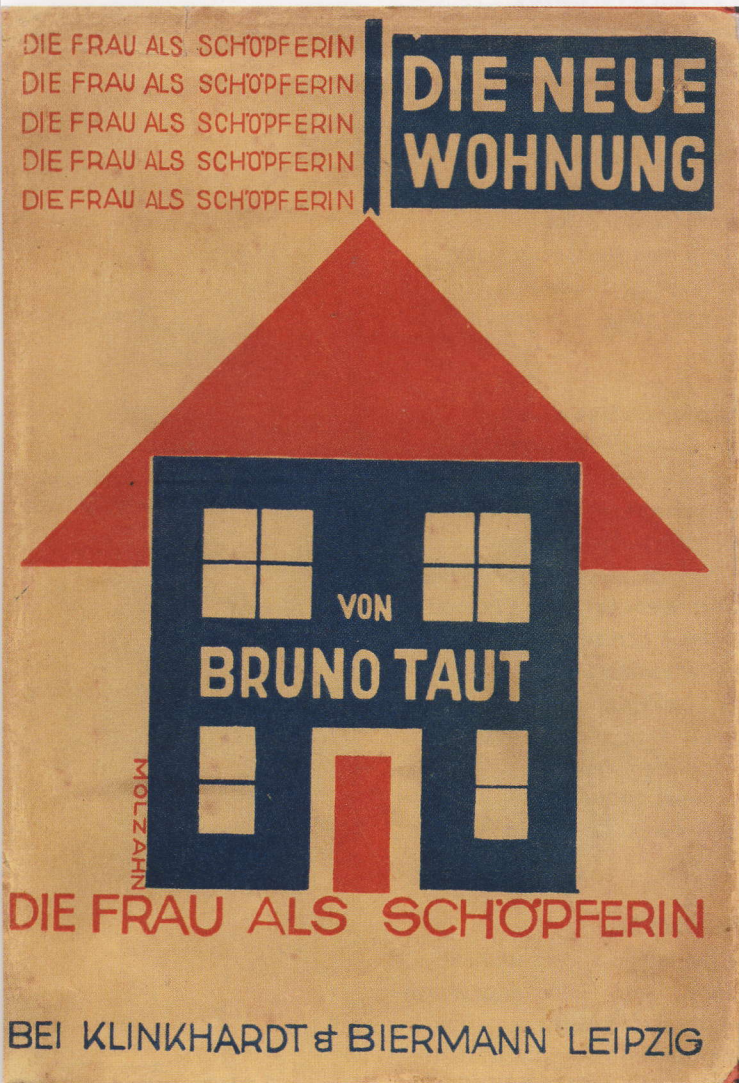 DIE FRAU ALS SCHÖPFERIN
DIE FRAU ALS SCHÖPFERIN
DIE FRAU ALS SCHÖPFERIN
DIE FRAU ALS SCHÖPFERIN
DIE FRAU ALS SCHÖPFERIN
DIE NEUE
WOHNUNG
VON
BRUNO TAUT
MOLZAHN
DIE FRAU ALS SCHÖPFERIN
BEI KLINKHARDT & BIERMANN LEIPZIG